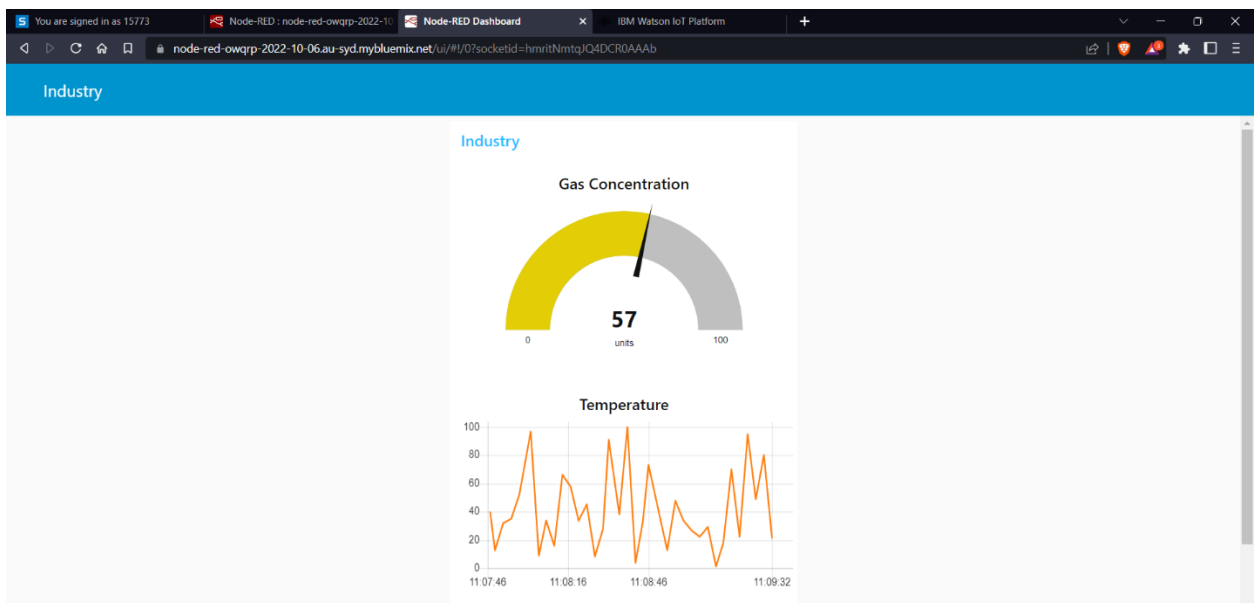 You are signed in as 15773
Node-RED : node-red-owqrp-2022-10
Node-RED Dashboard
IBM Watson IoT Platform
node-red-owqrp-2022-10-06.au-syd.mybluemix.net/ui/#!/0?socketid=hmritNmtqJQ4DCR0AAAb
Industry
Industry
Gas Concentration
57
0 units 100
Temperature
100
80
60
40
20
0
11:07:46 11:08:16 11:08:46 11:09:32